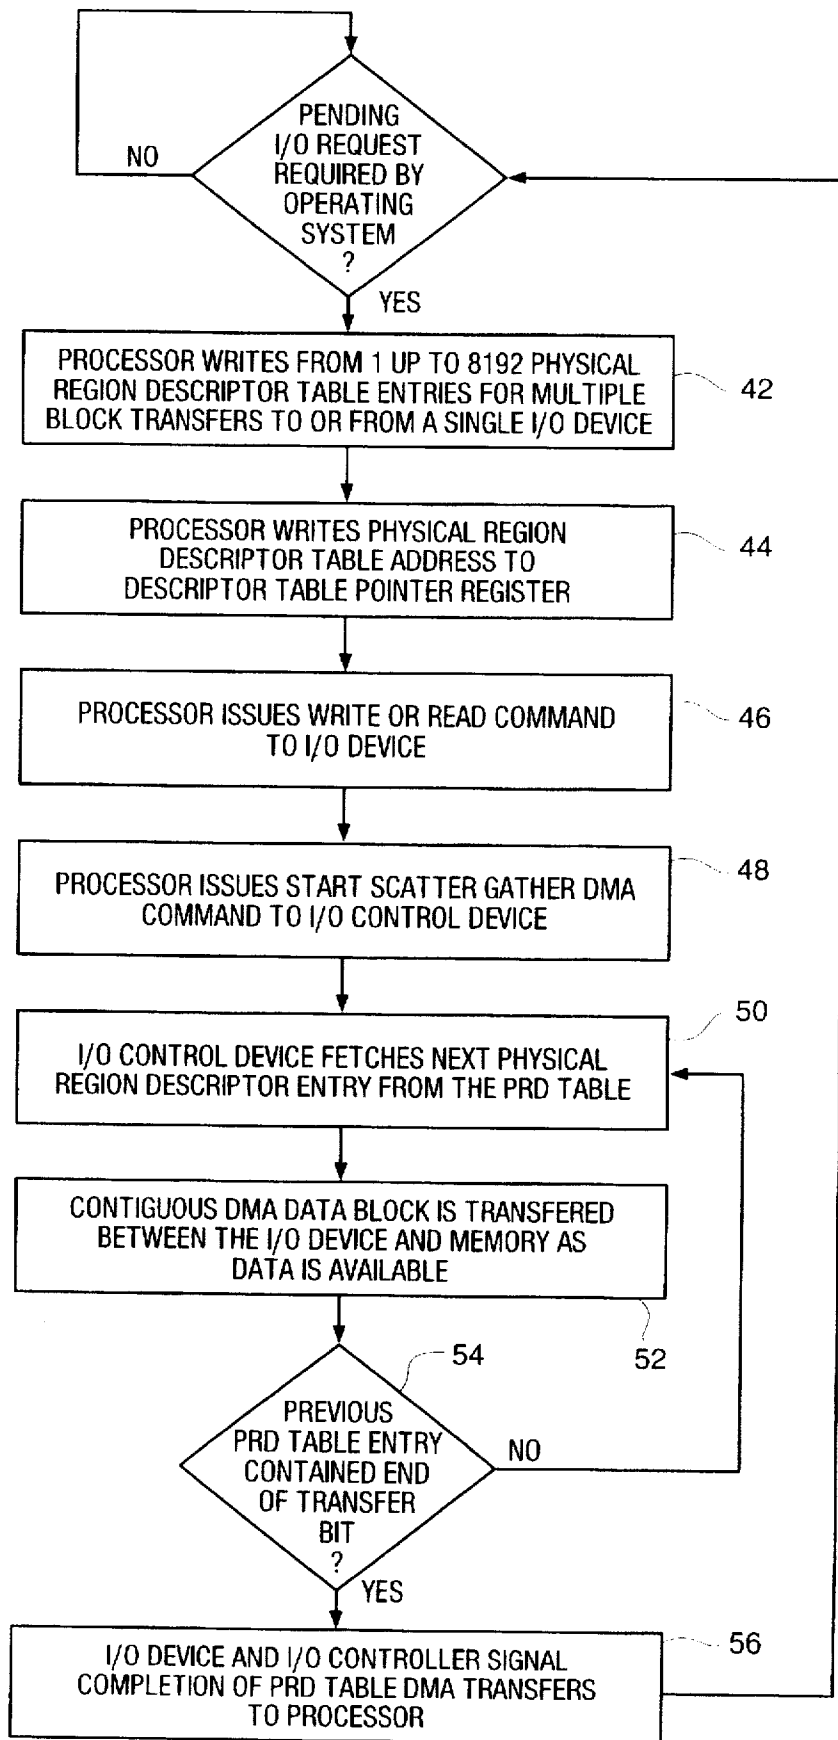 PENDING
I/O REQUEST
REQUIRED BY
OPERATING
SYSTEM
?
NO
YES
PROCESSOR WRITES FROM 1 UP TO 8192 PHYSICAL
REGION DESCRIPTOR TABLE ENTRIES FOR MULTIPLE
BLOCK TRANSFERS TO OR FROM A SINGLE I/O DEVICE
42
PROCESSOR WRITES PHYSICAL REGION
DESCRIPTOR TABLE ADDRESS TO
DESCRIPTOR TABLE POINTER REGISTER
44
PROCESSOR ISSUES WRITE OR READ COMMAND
TO I/O DEVICE
46
PROCESSOR ISSUES START SCATTER GATHER DMA
COMMAND TO I/O CONTROL DEVICE
48
I/O CONTROL DEVICE FETCHES NEXT PHYSICAL
REGION DESCRIPTOR ENTRY FROM THE PRD TABLE
50
CONTIGUOUS DMA DATA BLOCK IS TRANSFERED
BETWEEN THE I/O DEVICE AND MEMORY AS
DATA IS AVAILABLE
52
54
PREVIOUS
PRD TABLE ENTRY
CONTAINED END
OF TRANSFER
BIT
?
NO
YES
I/O DEVICE AND I/O CONTROLLER SIGNAL
COMPLETION OF PRD TABLE DMA TRANSFERS
TO PROCESSOR
56